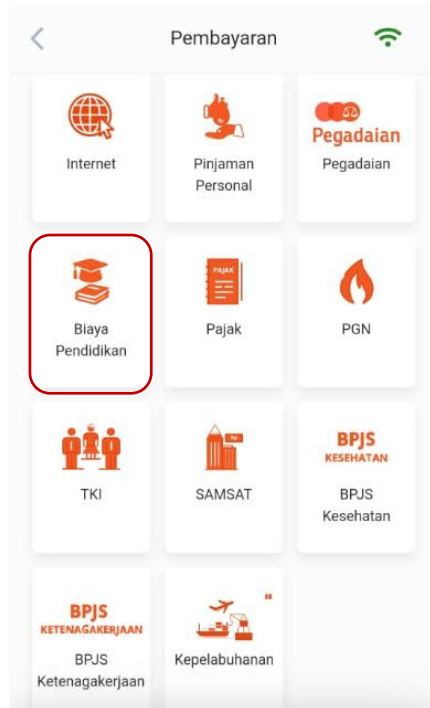 Pembayaran
Internet
Pinjaman
Personal
Pegadaian
Pegadaian
Biaya
Pendidikan
PAJAK
Pajak
PGN
TKI
Rp
SAMSAT
BPJS
KESEHATAN
BPJS
Kesehatan
BPJS
KETENAGAKERJAAN
BPJS
Ketenagakerjaan
Kepelabuhanan